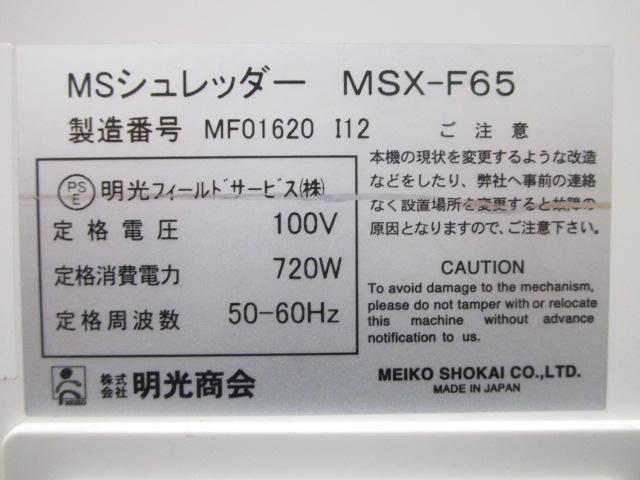 MSシュレッダー MSX-F65
製造番号 MF01620 I12
PS
E
明光フィールドサービス(株)
定格電圧 100V
定格消費電力 720W
定格周波数 50-60Hz
株式
会社
明光商会
ご注意
本機の現状を変更するような改造
などをしたり、弊社へ事前の連絡
なく設置場所を変更すると故障の
原因となりますので、ご注意下さい。
CAUTION
To avoid damage to the mechanism,
please do not tamper with or relocate
this machine without advance
notification to us.
MEIKO SHOKAI CO.,LTD.
MADE IN JAPAN